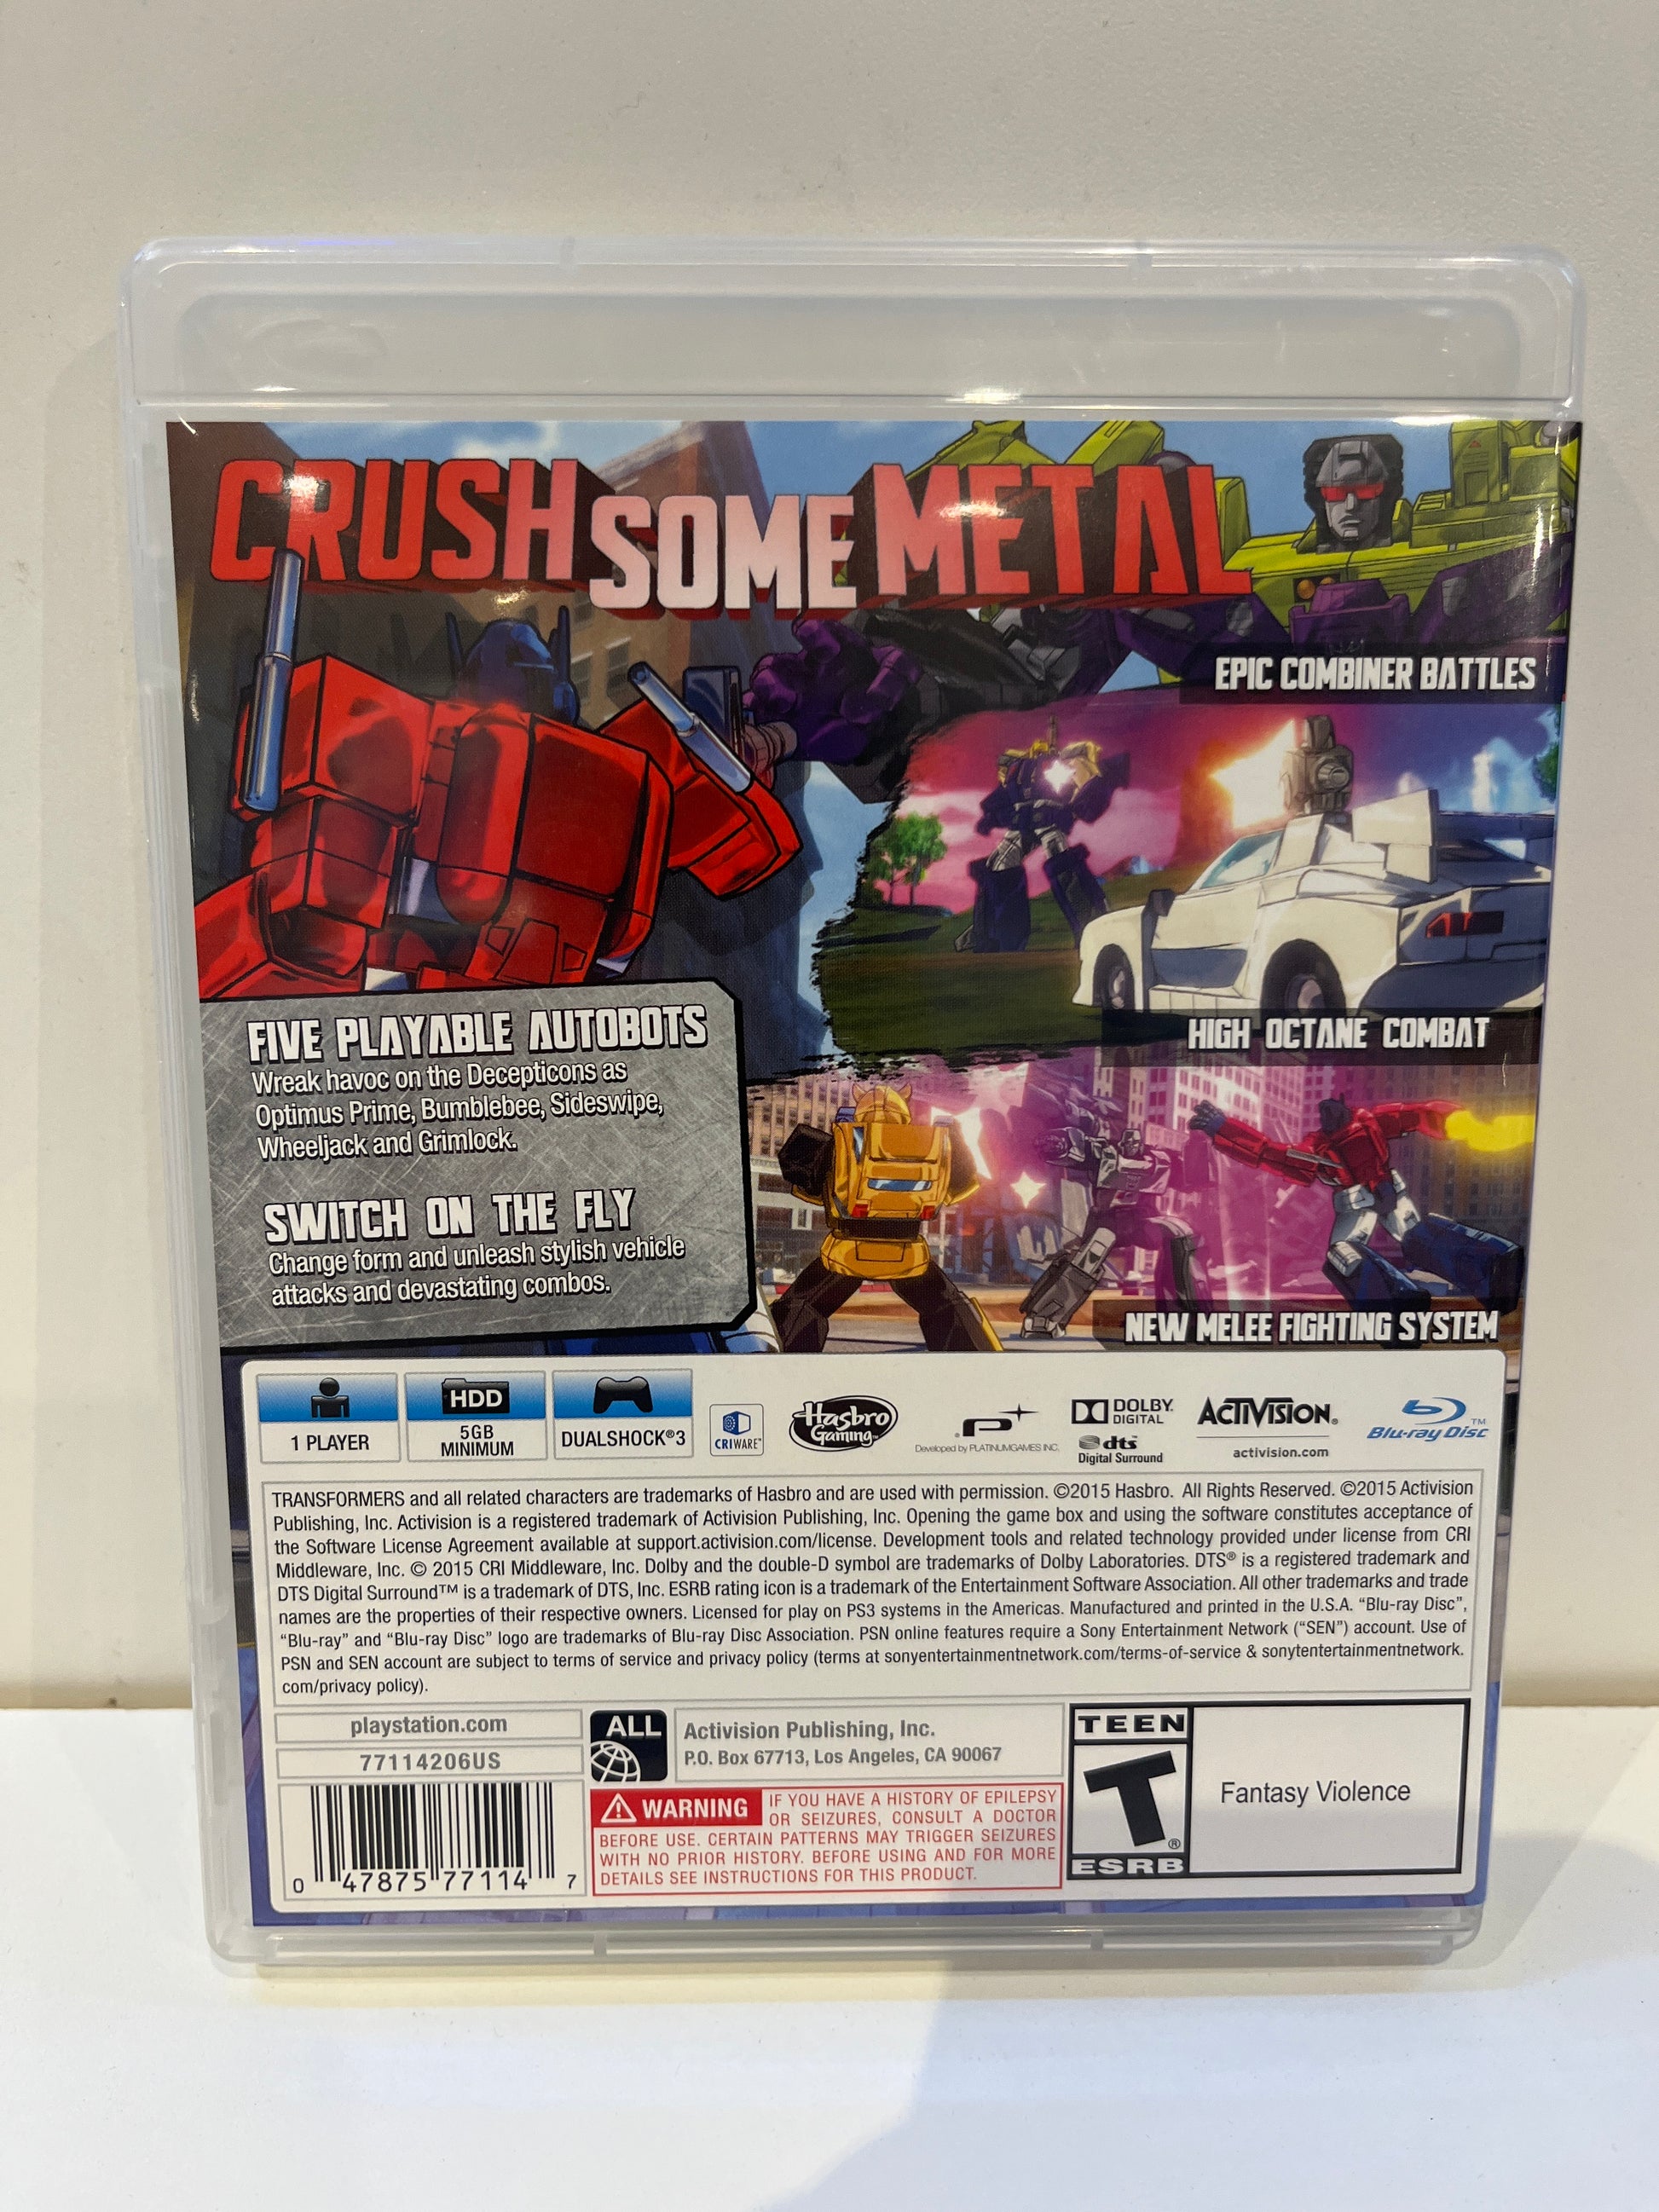 CRUSH SOME METAL
EPIC COMBINER BATTLES
HIGH OCTANE COMBAT
FIVE PLAYABLE AUTOBOTS
Wreak havoc on the Decepticons as
Optimus Prime, Bumblebee, Sideswipe,
Wheeljack and Grimlock.
SWITCH ON THE FLY
Change form and unleash stylish vehicle
attacks and devastating combos.
NEW MELEE FIGHTING SYSTEM
1 PLAYER
HDD
5GB
MINIMUM
DUALSHOCK®3
CRIWARE™
Hasbro
Gaming™
P
Developed by PLATINUMGAMES INC.
DOLBY
DIGITAL
dts™
Digital Surround
ACTIVISION®
activision.com
Blu-ray Disc™
TRANSFORMERS and all related characters are trademarks of Hasbro and are used with permission. ©2015 Hasbro. All Rights Reserved. ©2015 Activision
Publishing, Inc. Activision is a registered trademark of Activision Publishing, Inc. Opening the game box and using the software constitutes acceptance of
the Software License Agreement available at support.activision.com/license. Development tools and related technology provided under license from CRI
Middleware, Inc. © 2015 CRI Middleware, Inc. Dolby and the double-D symbol are trademarks of Dolby Laboratories. DTS® is a registered trademark and
DTS Digital Surround™ is a trademark of DTS, Inc. ESRB rating icon is a trademark of the Entertainment Software Association. All other trademarks and trade
names are the properties of their respective owners. Licensed for play on PS3 systems in the Americas. Manufactured and printed in the U.S.A. “Blu-ray Disc”,
“Blu-ray” and “Blu-ray Disc” logo are trademarks of Blu-ray Disc Association. PSN online features require a Sony Entertainment Network (“SEN”) account. Use of
PSN and SEN account are subject to terms of service and privacy policy (terms at sonyentertainmentnetwork.com/terms-of-service & sonytentertainmentnetwork.
com/privacy policy).
playstation.com
77114206US
0 47875 77114 7
ALL
Activision Publishing, Inc.
P.O. Box 67713, Los Angeles, CA 90067
WARNING IF YOU HAVE A HISTORY OF EPILEPSY
OR SEIZURES, CONSULT A DOCTOR
BEFORE USE. CERTAIN PATTERNS MAY TRIGGER SEIZURES
WITH NO PRIOR HISTORY. BEFORE USING AND FOR MORE
DETAILS SEE INSTRUCTIONS FOR THIS PRODUCT.
TEEN
T®
ESRB
Fantasy Violence